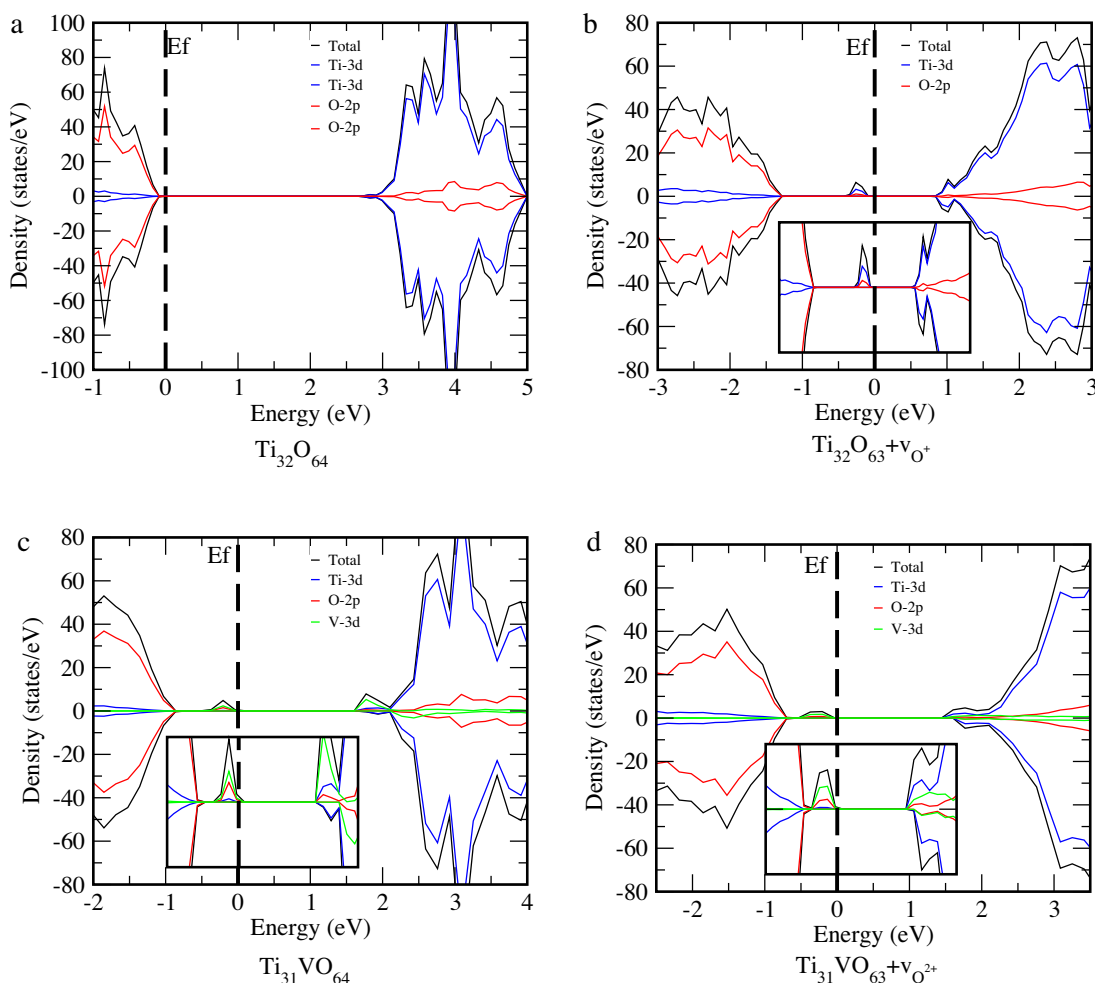 a
Ef
Total
Ti-3d
Ti-3d
O-2p
O-2p
Density (states/eV)
100
80
60
40
20
0
-20
-40
-60
-80
-100
-1 0 1 2 3 4 5
Energy (eV)
Ti32O64
b
Ef
Total
Ti-3d
O-2p
Density (states/eV)
80
60
40
20
0
-20
-40
-60
-80
-3 -2 -1 0 1 2 3
Energy (eV)
Ti32O63+vO+
c
Ef
Total
Ti-3d
O-2p
V-3d
Density (states/eV)
80
60
40
20
0
-20
-40
-60
-80
-2 -1 0 1 2 3 4
Energy (eV)
Ti31VO64
d
Ef
Total
Ti-3d
O-2p
V-3d
Density (states/eV)
80
60
40
20
0
-20
-40
-60
-80
-2 -1 0 1 2 3
Energy (eV)
Ti31VO63+vO2+